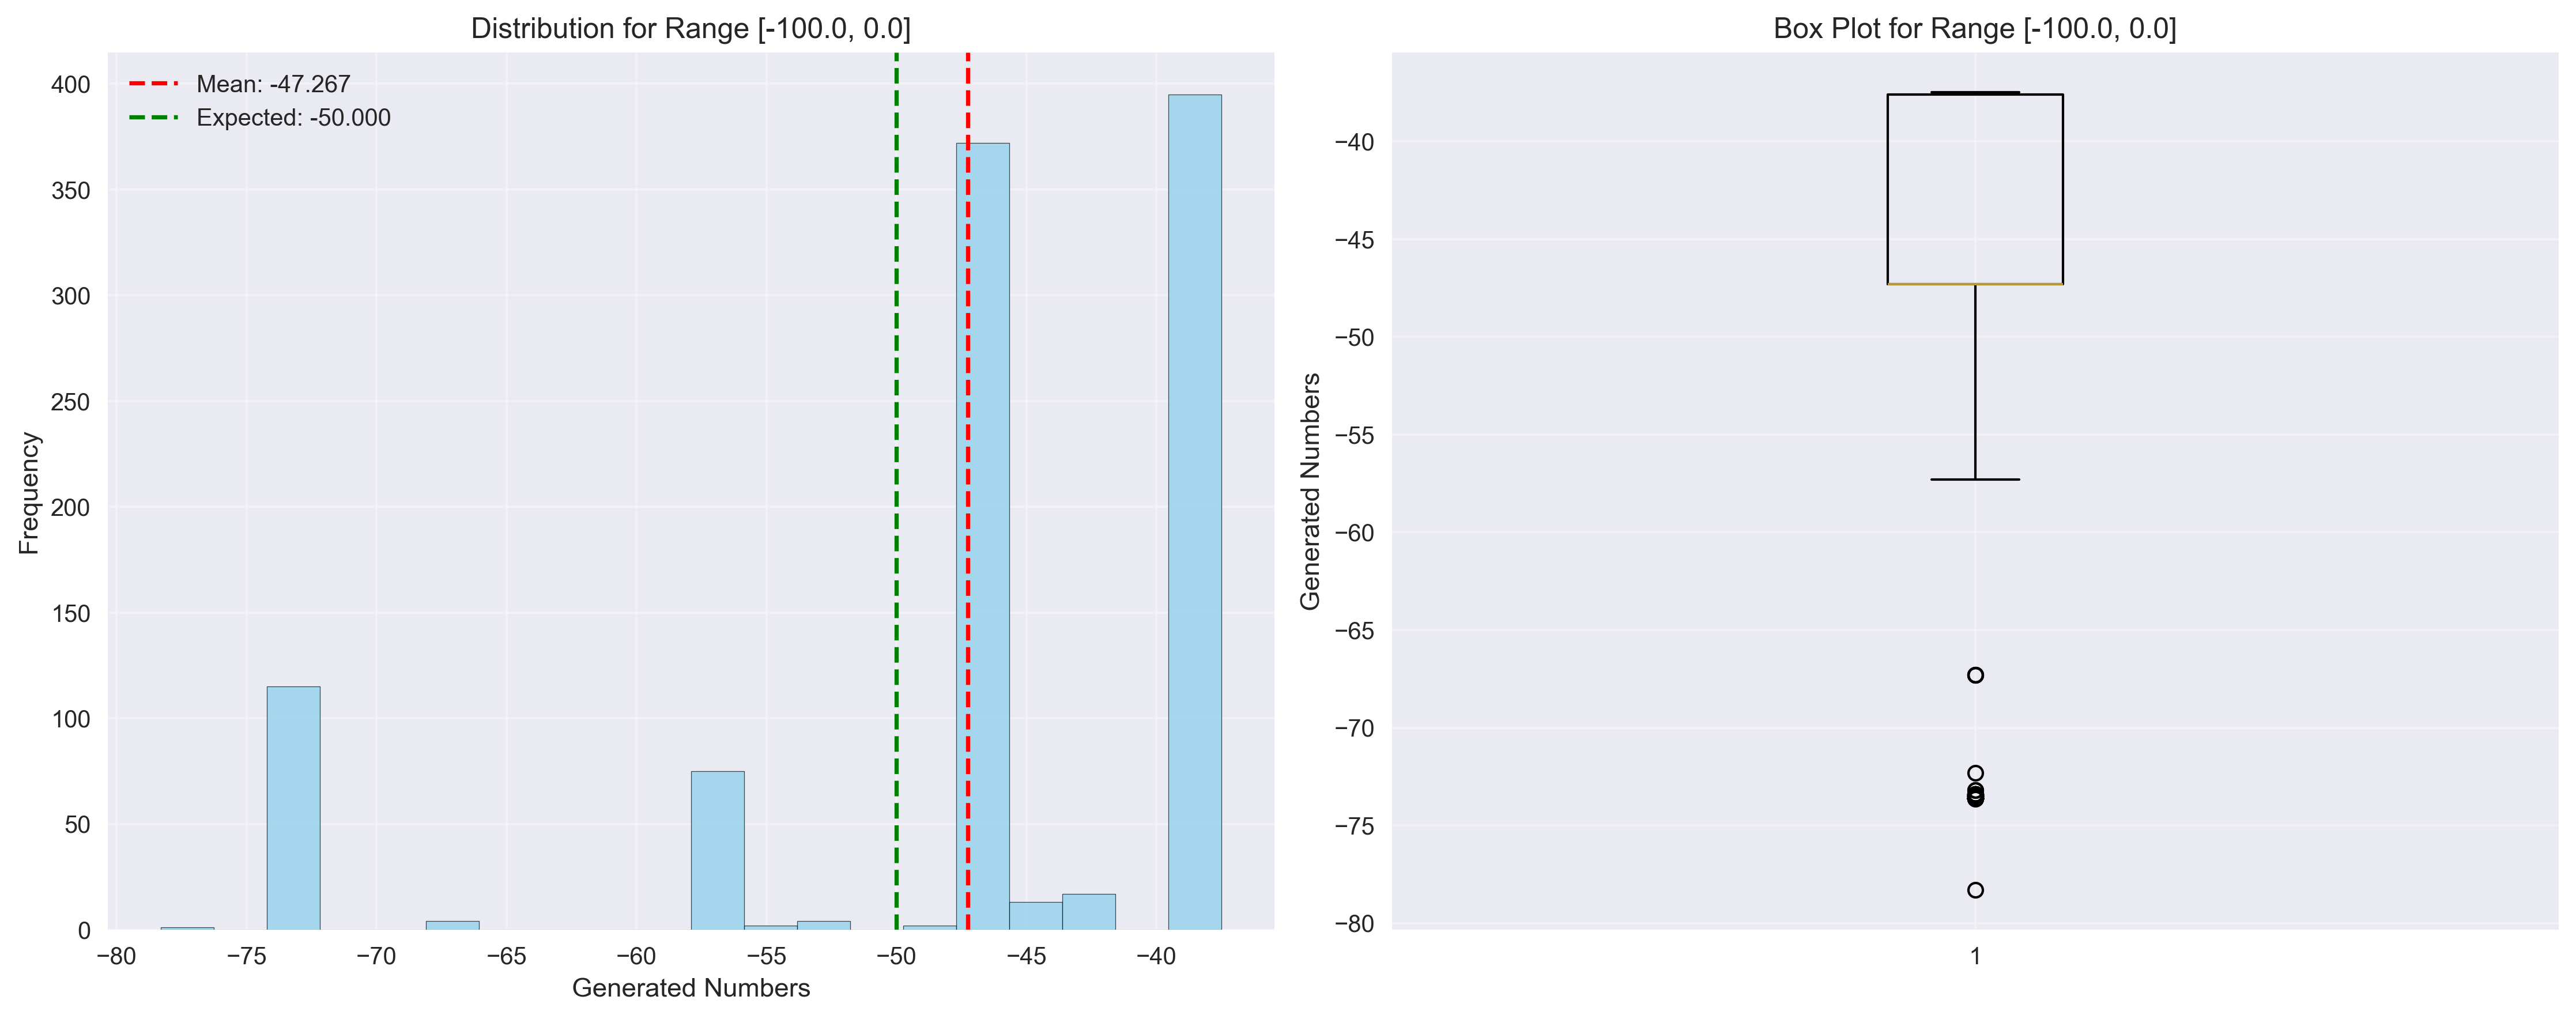 Distribution for Range [-100.0, 0.0]
Mean: -47.267
Expected: -50.000
400
350
300
250
200
150
100
50
0
Frequency
−80 −75 −70 −65 −60 −55 −50 −45 −40
Generated Numbers
Box Plot for Range [-100.0, 0.0]
−40
−45
−50
−55
−60
−65
−70
−75
−80
Generated Numbers
1